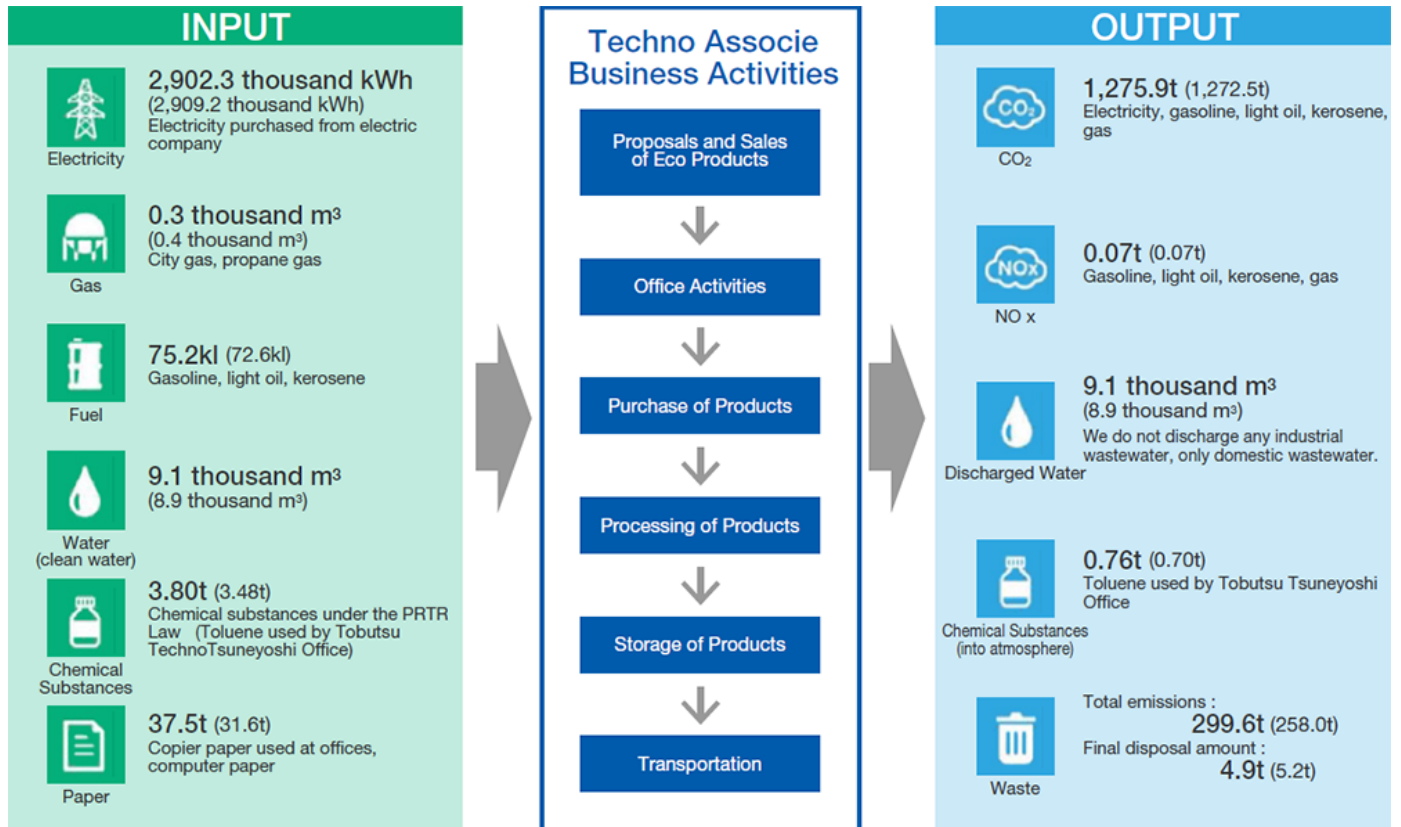 INPUT
2,902.3 thousand kWh
(2,909.2 thousand kWh)
Electricity purchased from electric
company
Electricity
0.3 thousand m³
(0.4 thousand m³)
City gas, propane gas
Gas
75.2kl (72.6kl)
Gasoline, light oil, kerosene
Fuel
9.1 thousand m³
(8.9 thousand m³)
Water
(clean water)
3.80t (3.48t)
Chemical substances under the PRTR
Law (Toluene used by Tobutsu
TechnoTsuneyoshi Office)
Chemical
Substances
37.5t (31.6t)
Copier paper used at offices,
computer paper
Paper
Techno Associe
Business Activities
Proposals and Sales
of Eco Products
Office Activities
Purchase of Products
Processing of Products
Storage of Products
Transportation
OUTPUT
CO₂
1,275.9t (1,272.5t)
Electricity, gasoline, light oil, kerosene,
gas
CO₂
NOx
0.07t (0.07t)
Gasoline, light oil, kerosene, gas
NO x
9.1 thousand m³
(8.9 thousand m³)
We do not discharge any industrial
wastewater, only domestic wastewater.
Discharged Water
0.76t (0.70t)
Toluene used by Tobutsu Tsuneyoshi
Office
Chemical Substances
(into atmosphere)
Total emissions :
299.6t (258.0t)
Final disposal amount :
4.9t (5.2t)
Waste